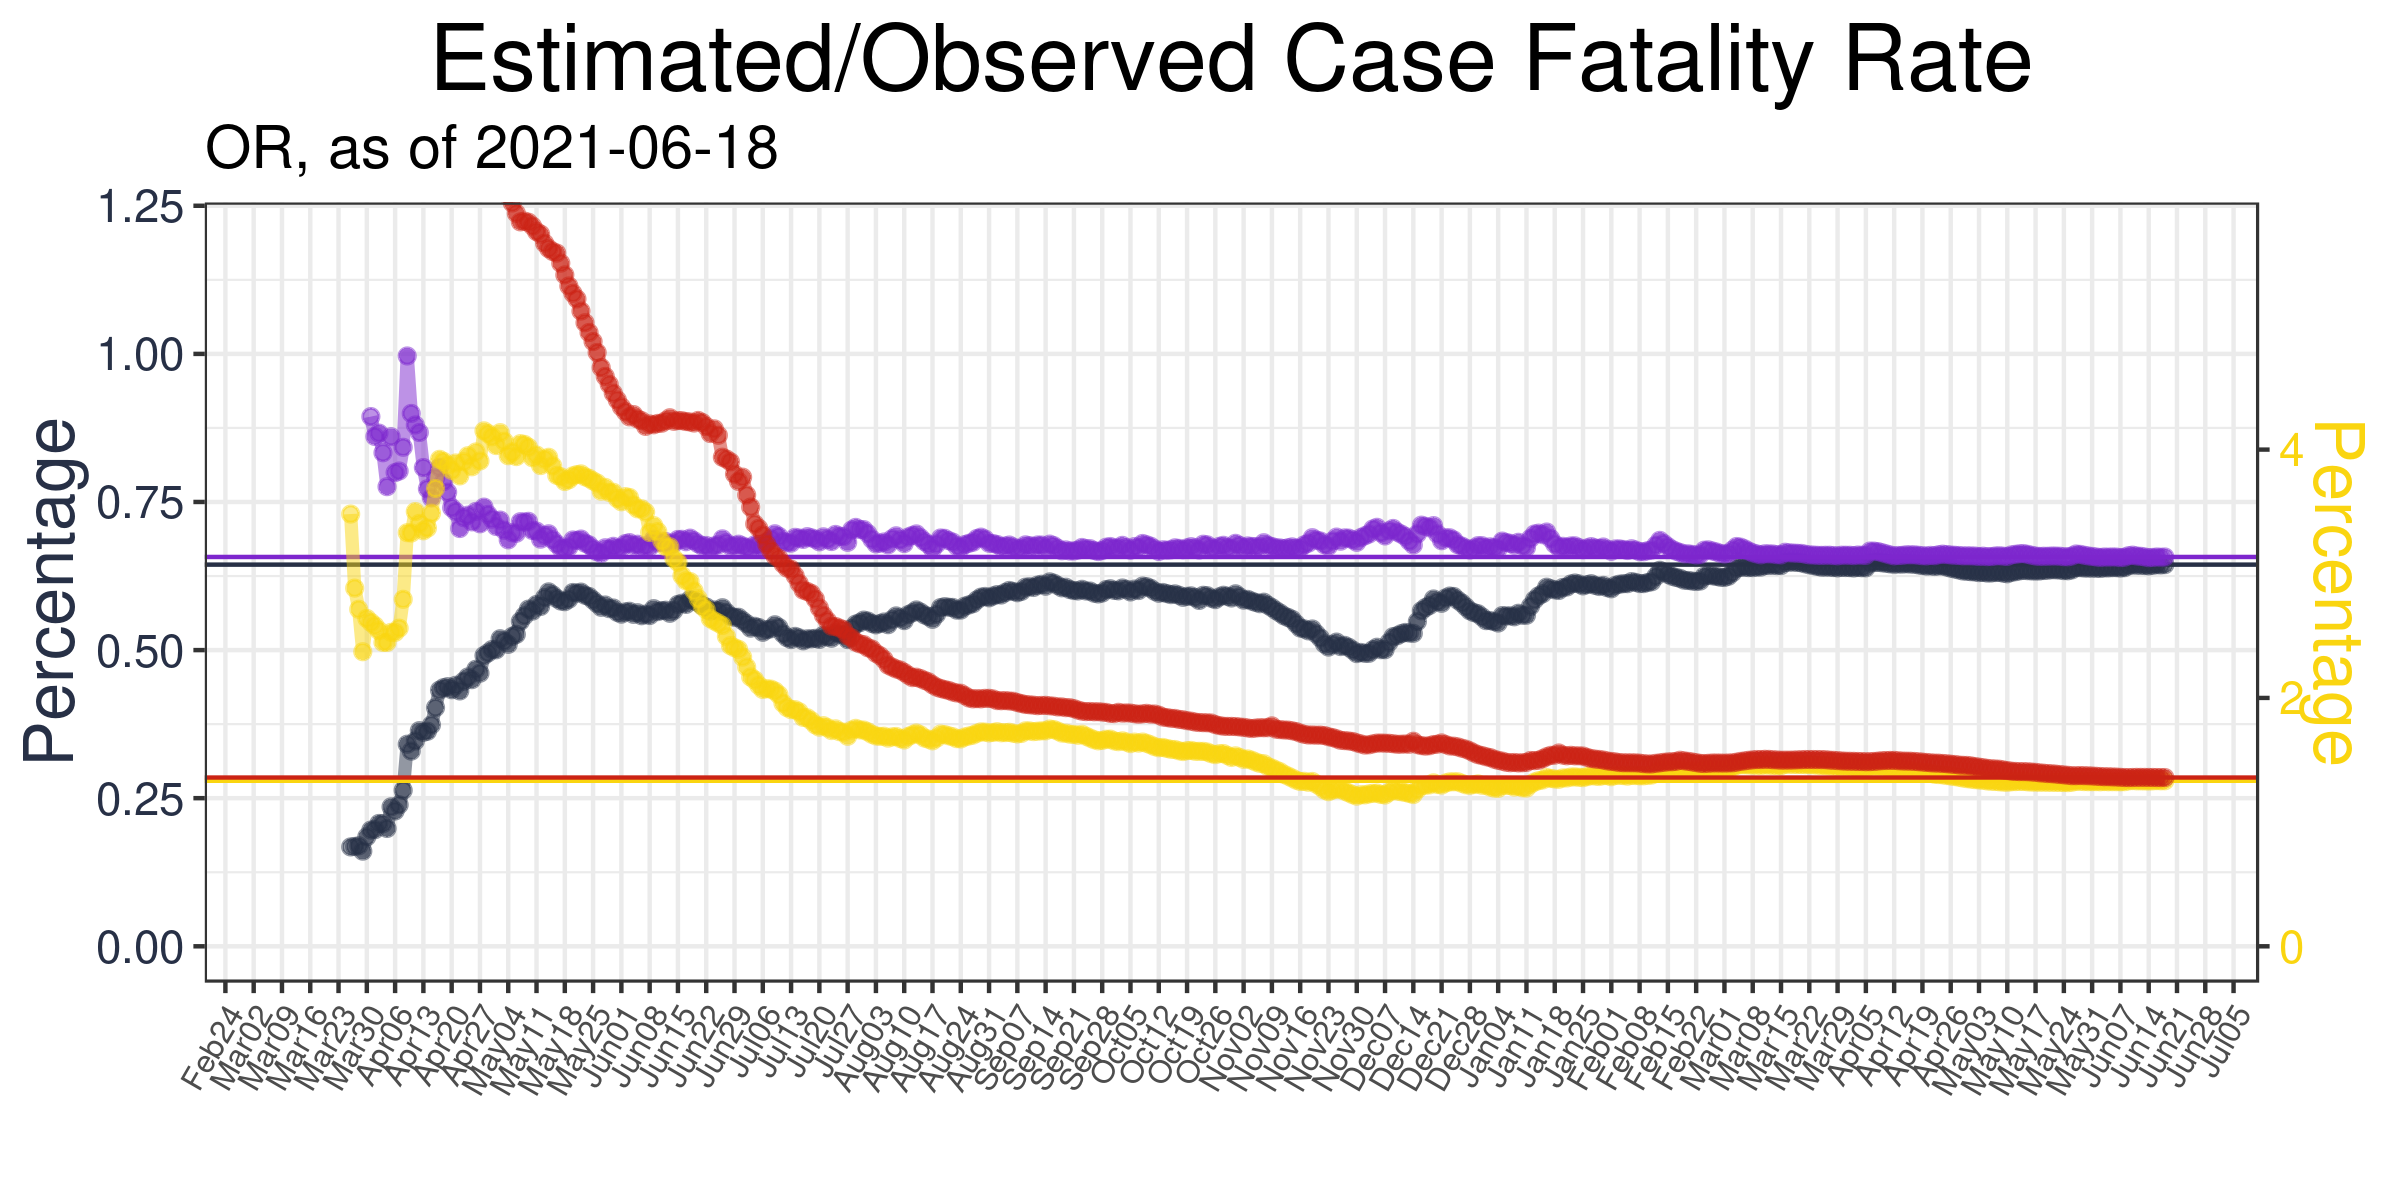 Estimated/Observed Case Fatality Rate
OR, as of 2021-06-18
Percentage
1.25
1.00
0.75
0.50
0.25
0.00
4
2
0
Percentage
Feb24
Mar02
Mar09
Mar16
Mar23
Mar30
Apr06
Apr13
Apr20
Apr27
May04
May11
May18
May25
Jun01
Jun08
Jun15
Jun22
Jun29
Jul06
Jul13
Jul20
Jul27
Aug03
Aug10
Aug17
Aug24
Aug31
Sep07
Sep14
Sep21
Sep28
Oct05
Oct12
Oct19
Oct26
Nov02
Nov09
Nov16
Nov23
Nov30
Dec07
Dec14
Dec21
Dec28
Jan04
Jan11
Jan18
Jan25
Feb01
Feb08
Feb15
Feb22
Mar01
Mar08
Mar15
Mar22
Mar29
Apr05
Apr12
Apr19
Apr26
May03
May10
May17
May24
May31
Jun07
Jun14
Jun21
Jun28
Jul05